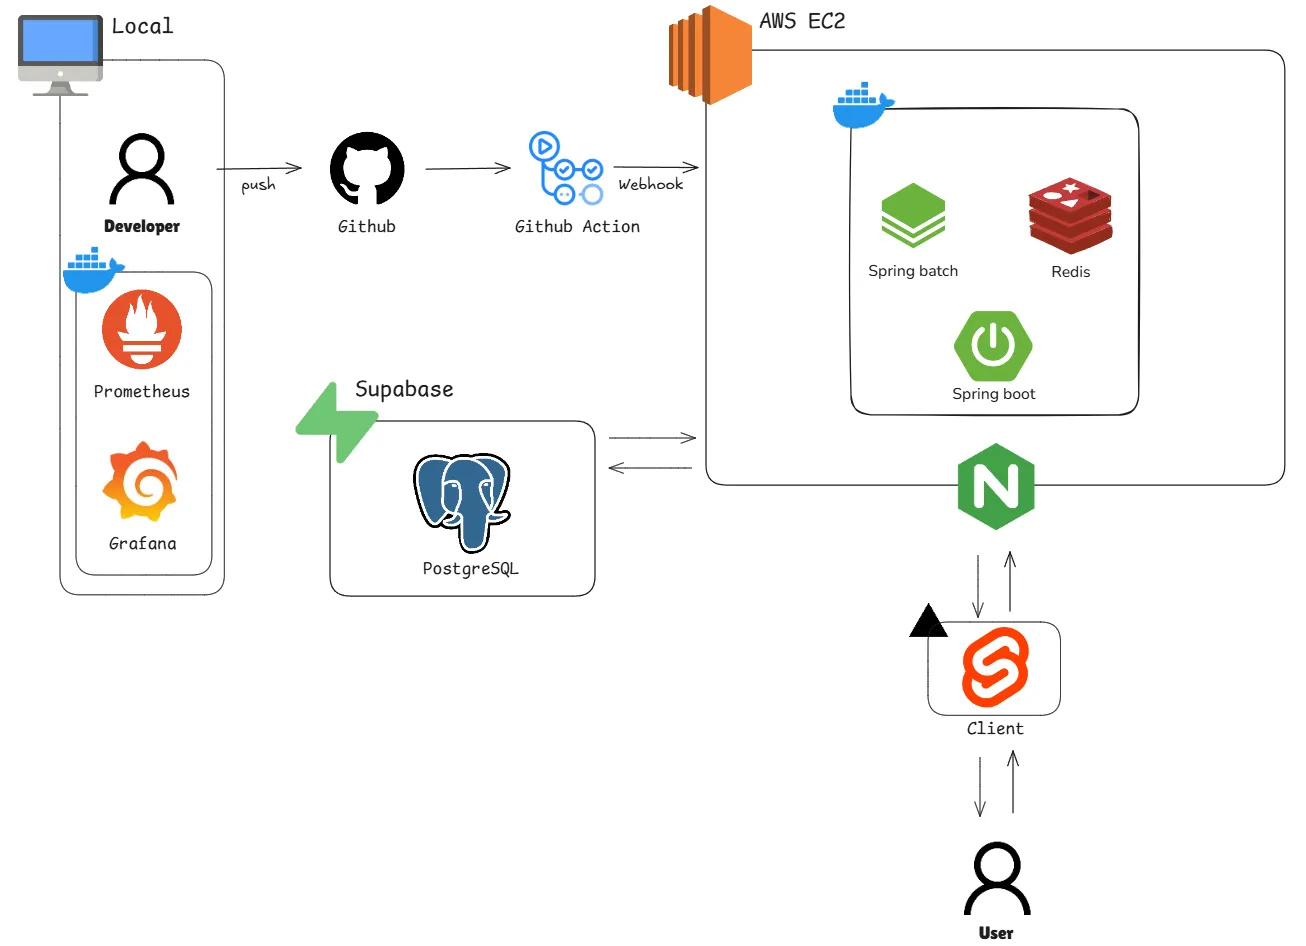 Local
AWS EC2
Developer
push
Github
Github Action
Webhook
Spring batch
Redis
Spring boot
Prometheus
Grafana
Supabase
PostgreSQL
N
Client
User